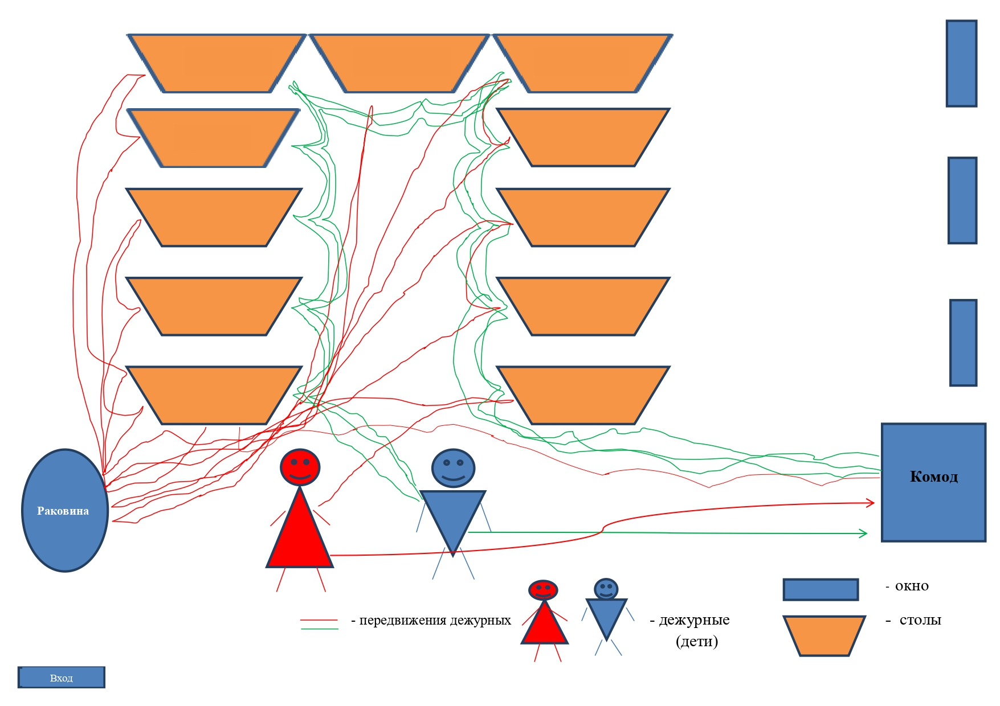 Комод
Раковина
- окно
- передвижения дежурных
- дежурные
(дети)
- столы
Вход